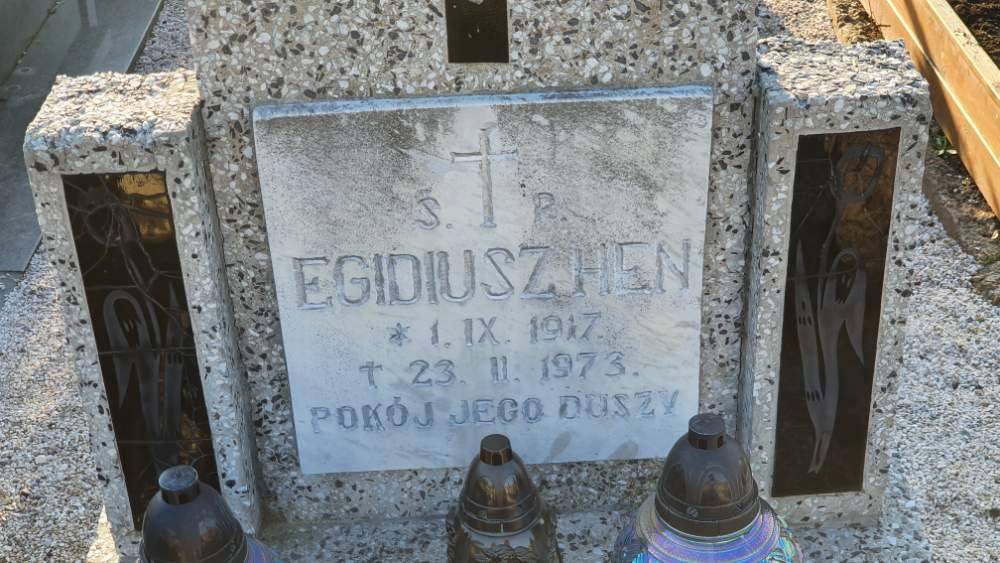 Ś. P.
EGIDIUSZ HEN
* 1. IX. 1917.
† 23. II. 1973.
POKÓJ JEGO DUSZY